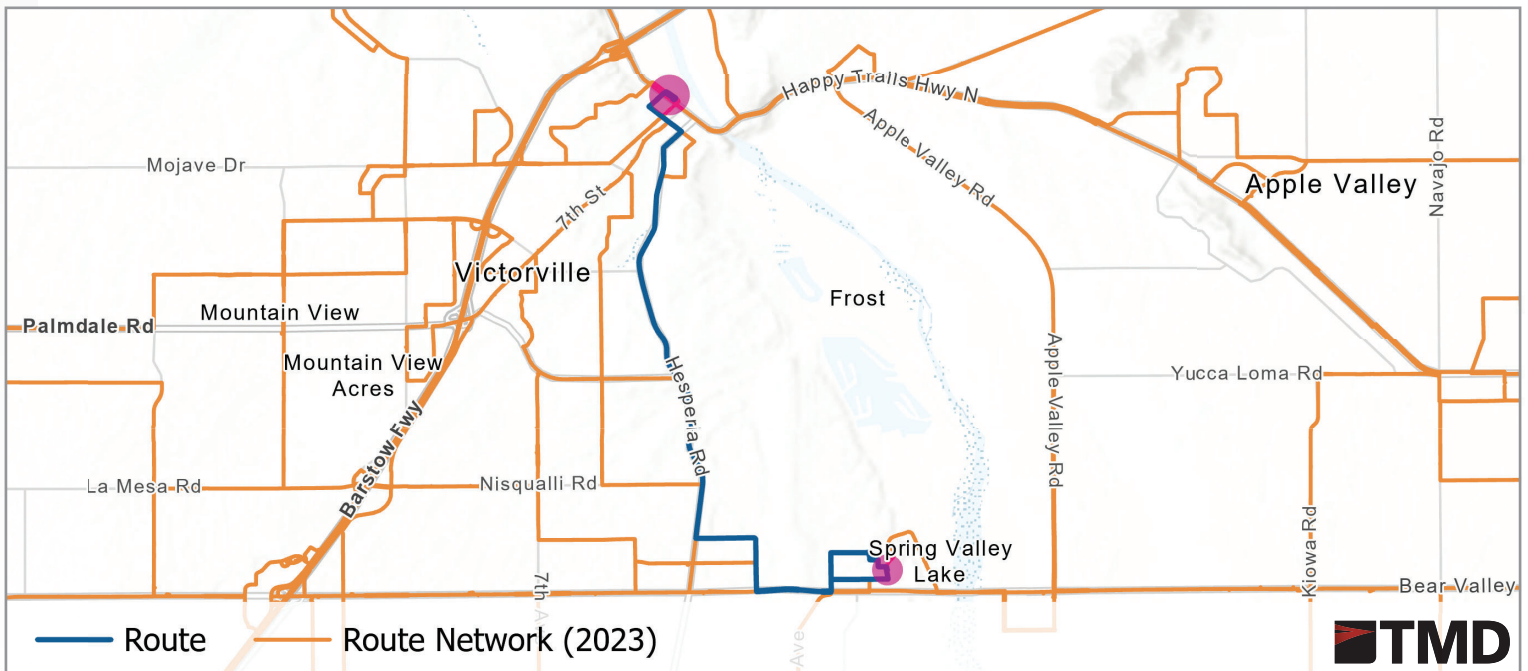 Happy Trails Hwy N
Apple Valley Rd
Navajo Rd
Mojave Dr
Apple Valley
7th St
Victorville
Frost
Mountain View
Palmdale Rd
Mountain View
Acres
Hesperia Rd
Apple Valley Rd
Yucca Loma Rd
Barstow Fwy
La Mesa Rd
Nisqualli Rd
Kiowa Rd
Spring Valley
Lake
7th A
Bear Valley
Ave
Route
Route Network (2023)
TMD